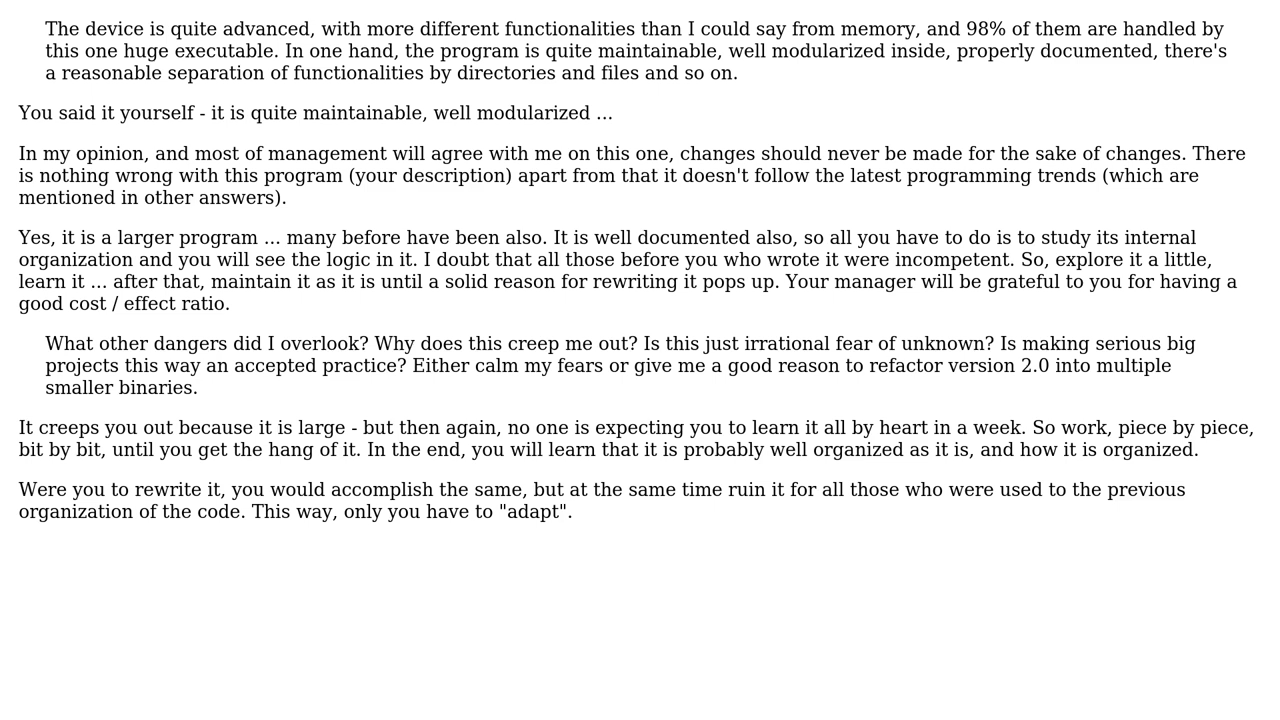 The device is quite advanced, with more different functionalities than I could say from memory, and 98% of them are handled by
this one huge executable. In one hand, the program is quite maintainable, well modularized inside, properly documented, there's
a reasonable separation of functionalities by directories and files and so on.
You said it yourself - it is quite maintainable, well modularized ...
In my opinion, and most of management will agree with me on this one, changes should never be made for the sake of changes. There
is nothing wrong with this program (your description) apart from that it doesn't follow the latest programming trends (which are
mentioned in other answers).
Yes, it is a larger program ... many before have been also. It is well documented also, so all you have to do is to study its internal
organization and you will see the logic in it. I doubt that all those before you who wrote it were incompetent. So, explore it a little,
learn it ... after that, maintain it as it is until a solid reason for rewriting it pops up. Your manager will be grateful to you for having a
good cost / effect ratio.
What other dangers did I overlook? Why does this creep me out? Is this just irrational fear of unknown? Is making serious big
projects this way an accepted practice? Either calm my fears or give me a good reason to refactor version 2.0 into multiple
smaller binaries.
It creeps you out because it is large - but then again, no one is expecting you to learn it all by heart in a week. So work, piece by piece,
bit by bit, until you get the hang of it. In the end, you will learn that it is probably well organized as it is, and how it is organized.
Were you to rewrite it, you would accomplish the same, but at the same time ruin it for all those who were used to the previous
organization of the code. This way, only you have to "adapt".